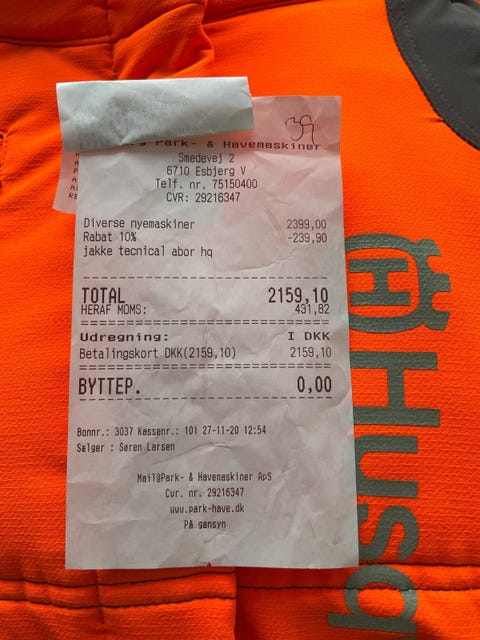 39
Park- & Havemaskiner
Smedevej 2
6710 Esbjerg V
Telf. nr. 75150400
CVR: 29216347
Diverse nyemaskiner 2399,00
Rabat 10% -239,90
jakke tecnical abor hq
TOTAL 2159,10
HERAF MOMS: 431,82
Udregning: I DKK
Betalingskort DKK(2159,10) 2159,10
BYTTEP. 0,00
Bonnr.: 3037 Kassenr.: 101 27-11-20 12:54
Sælger : Søren Larsen
Mail@Park- & Havemaskiner ApS
Cvr. nr. 29216347
www.park-have.dk
På gensyn
H
Husq